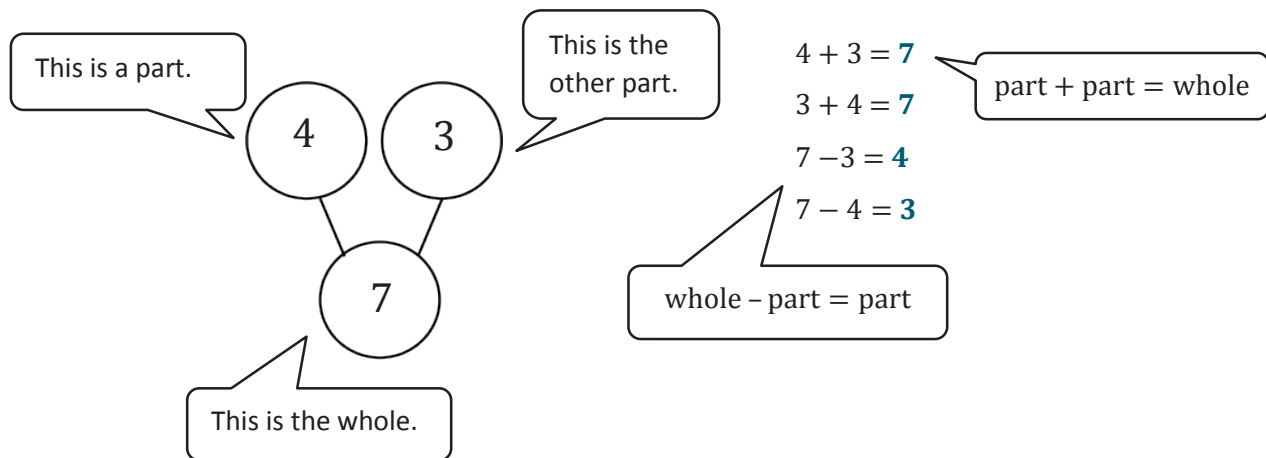 This is a part.
4
3
This is the
other part.
7
This is the whole.
4 + 3 = 7
3 + 4 = 7
7 −3 = 4
7 − 4 = 3
part + part = whole
whole – part = part